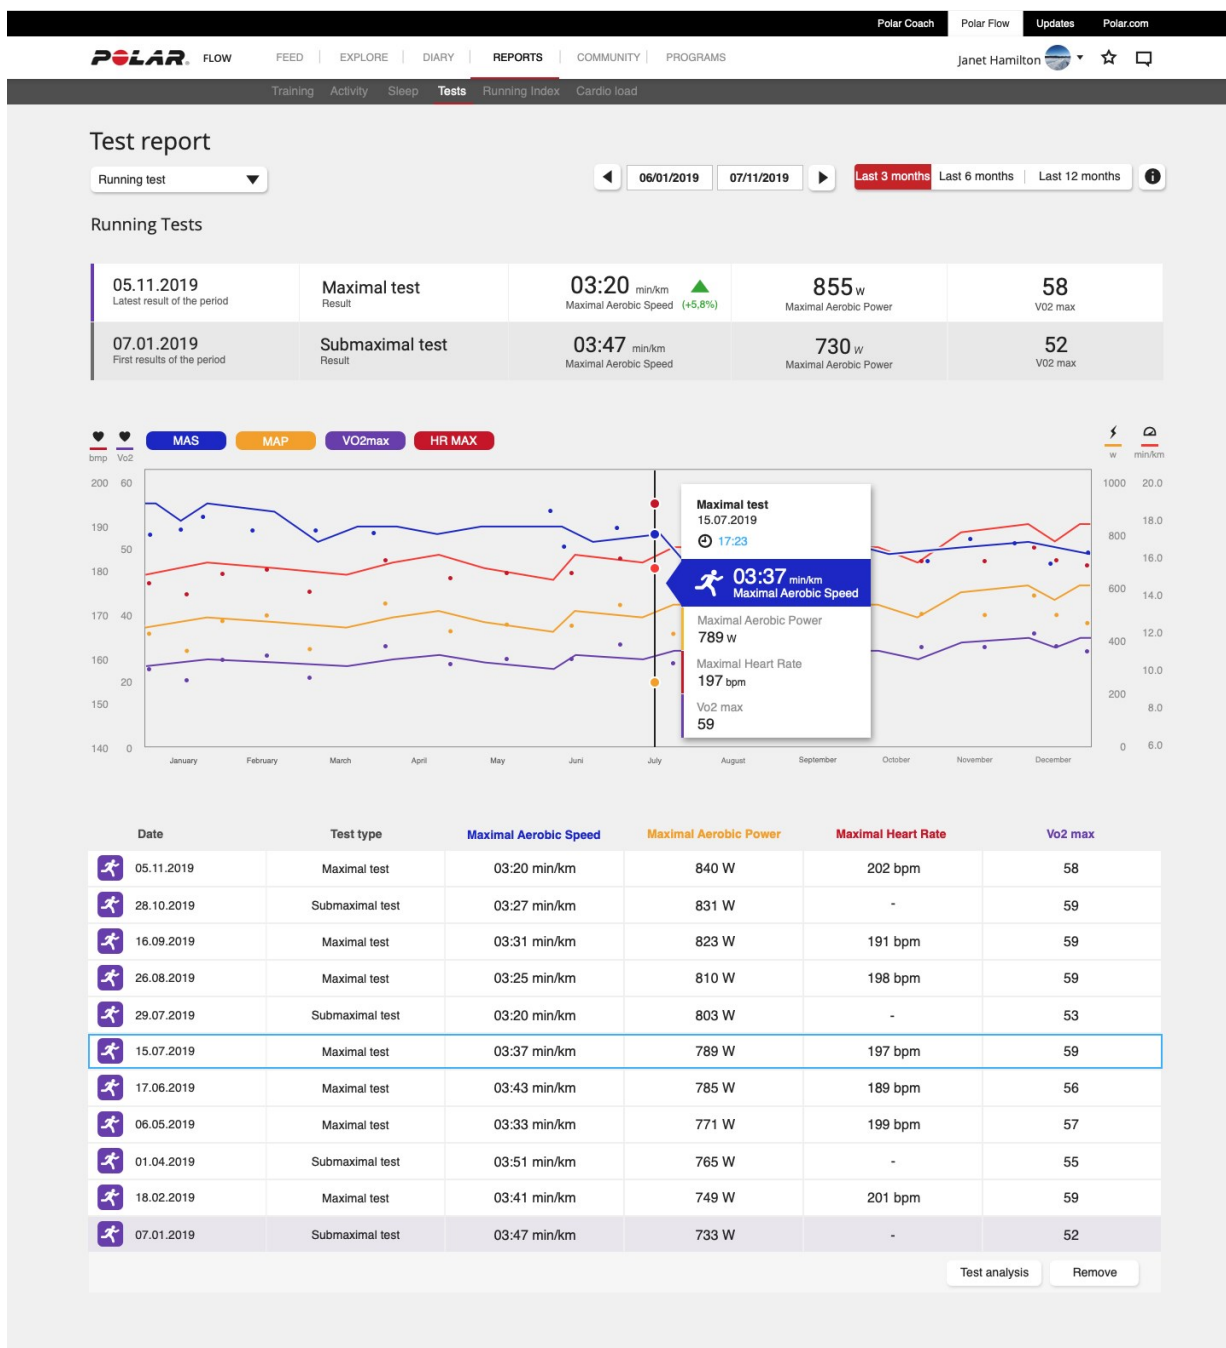 Polar Coach Polar Flow Updates Polar.com
POLAR. FLOW FEED EXPLORE DIARY REPORTS COMMUNITY PROGRAMS Janet Hamilton
Training Activity Sleep Tests Running Index Cardio load
Test report
Running test 06/01/2019 07/11/2019 Last 3 months Last 6 months Last 12 months
Running Tests
05.11.2019 Maximal test 03:20 min/km 855 w 58
Latest result of the period Result Maximal Aerobic Speed (+5,8%) Maximal Aerobic Power V02 max
07.01.2019 Submaximal test 03:47 min/km 730 w 52
First results of the period Result Maximal Aerobic Speed Maximal Aerobic Power V02 max
MAS MAP VO2max HR MAX
bmp Vo2 w min/km
200 60 1000 20.0
190 18.0
50 800
180 16.0
600 14.0
170 40
12.0
400
160 10.0
20 200
150 8.0
140 0 0 6.0
Maximal test
15.07.2019
17:23
03:37 min/km
Maximal Aerobic Speed
Maximal Aerobic Power
789 w
Maximal Heart Rate
197 bpm
Vo2 max
59
January February March April May Juni July August September October November December
Date Test type Maximal Aerobic Speed Maximal Aerobic Power Maximal Heart Rate Vo2 max
05.11.2019 Maximal test 03:20 min/km 840 W 202 bpm 58
28.10.2019 Submaximal test 03:27 min/km 831 W - 59
16.09.2019 Maximal test 03:31 min/km 823 W 191 bpm 59
26.08.2019 Maximal test 03:25 min/km 810 W 198 bpm 59
29.07.2019 Submaximal test 03:20 min/km 803 W - 53
15.07.2019 Maximal test 03:37 min/km 789 W 197 bpm 59
17.06.2019 Maximal test 03:43 min/km 785 W 189 bpm 56
06.05.2019 Maximal test 03:33 min/km 771 W 199 bpm 57
01.04.2019 Submaximal test 03:51 min/km 765 W - 55
18.02.2019 Maximal test 03:41 min/km 749 W 201 bpm 59
07.01.2019 Submaximal test 03:47 min/km 733 W - 52
Test analysis Remove